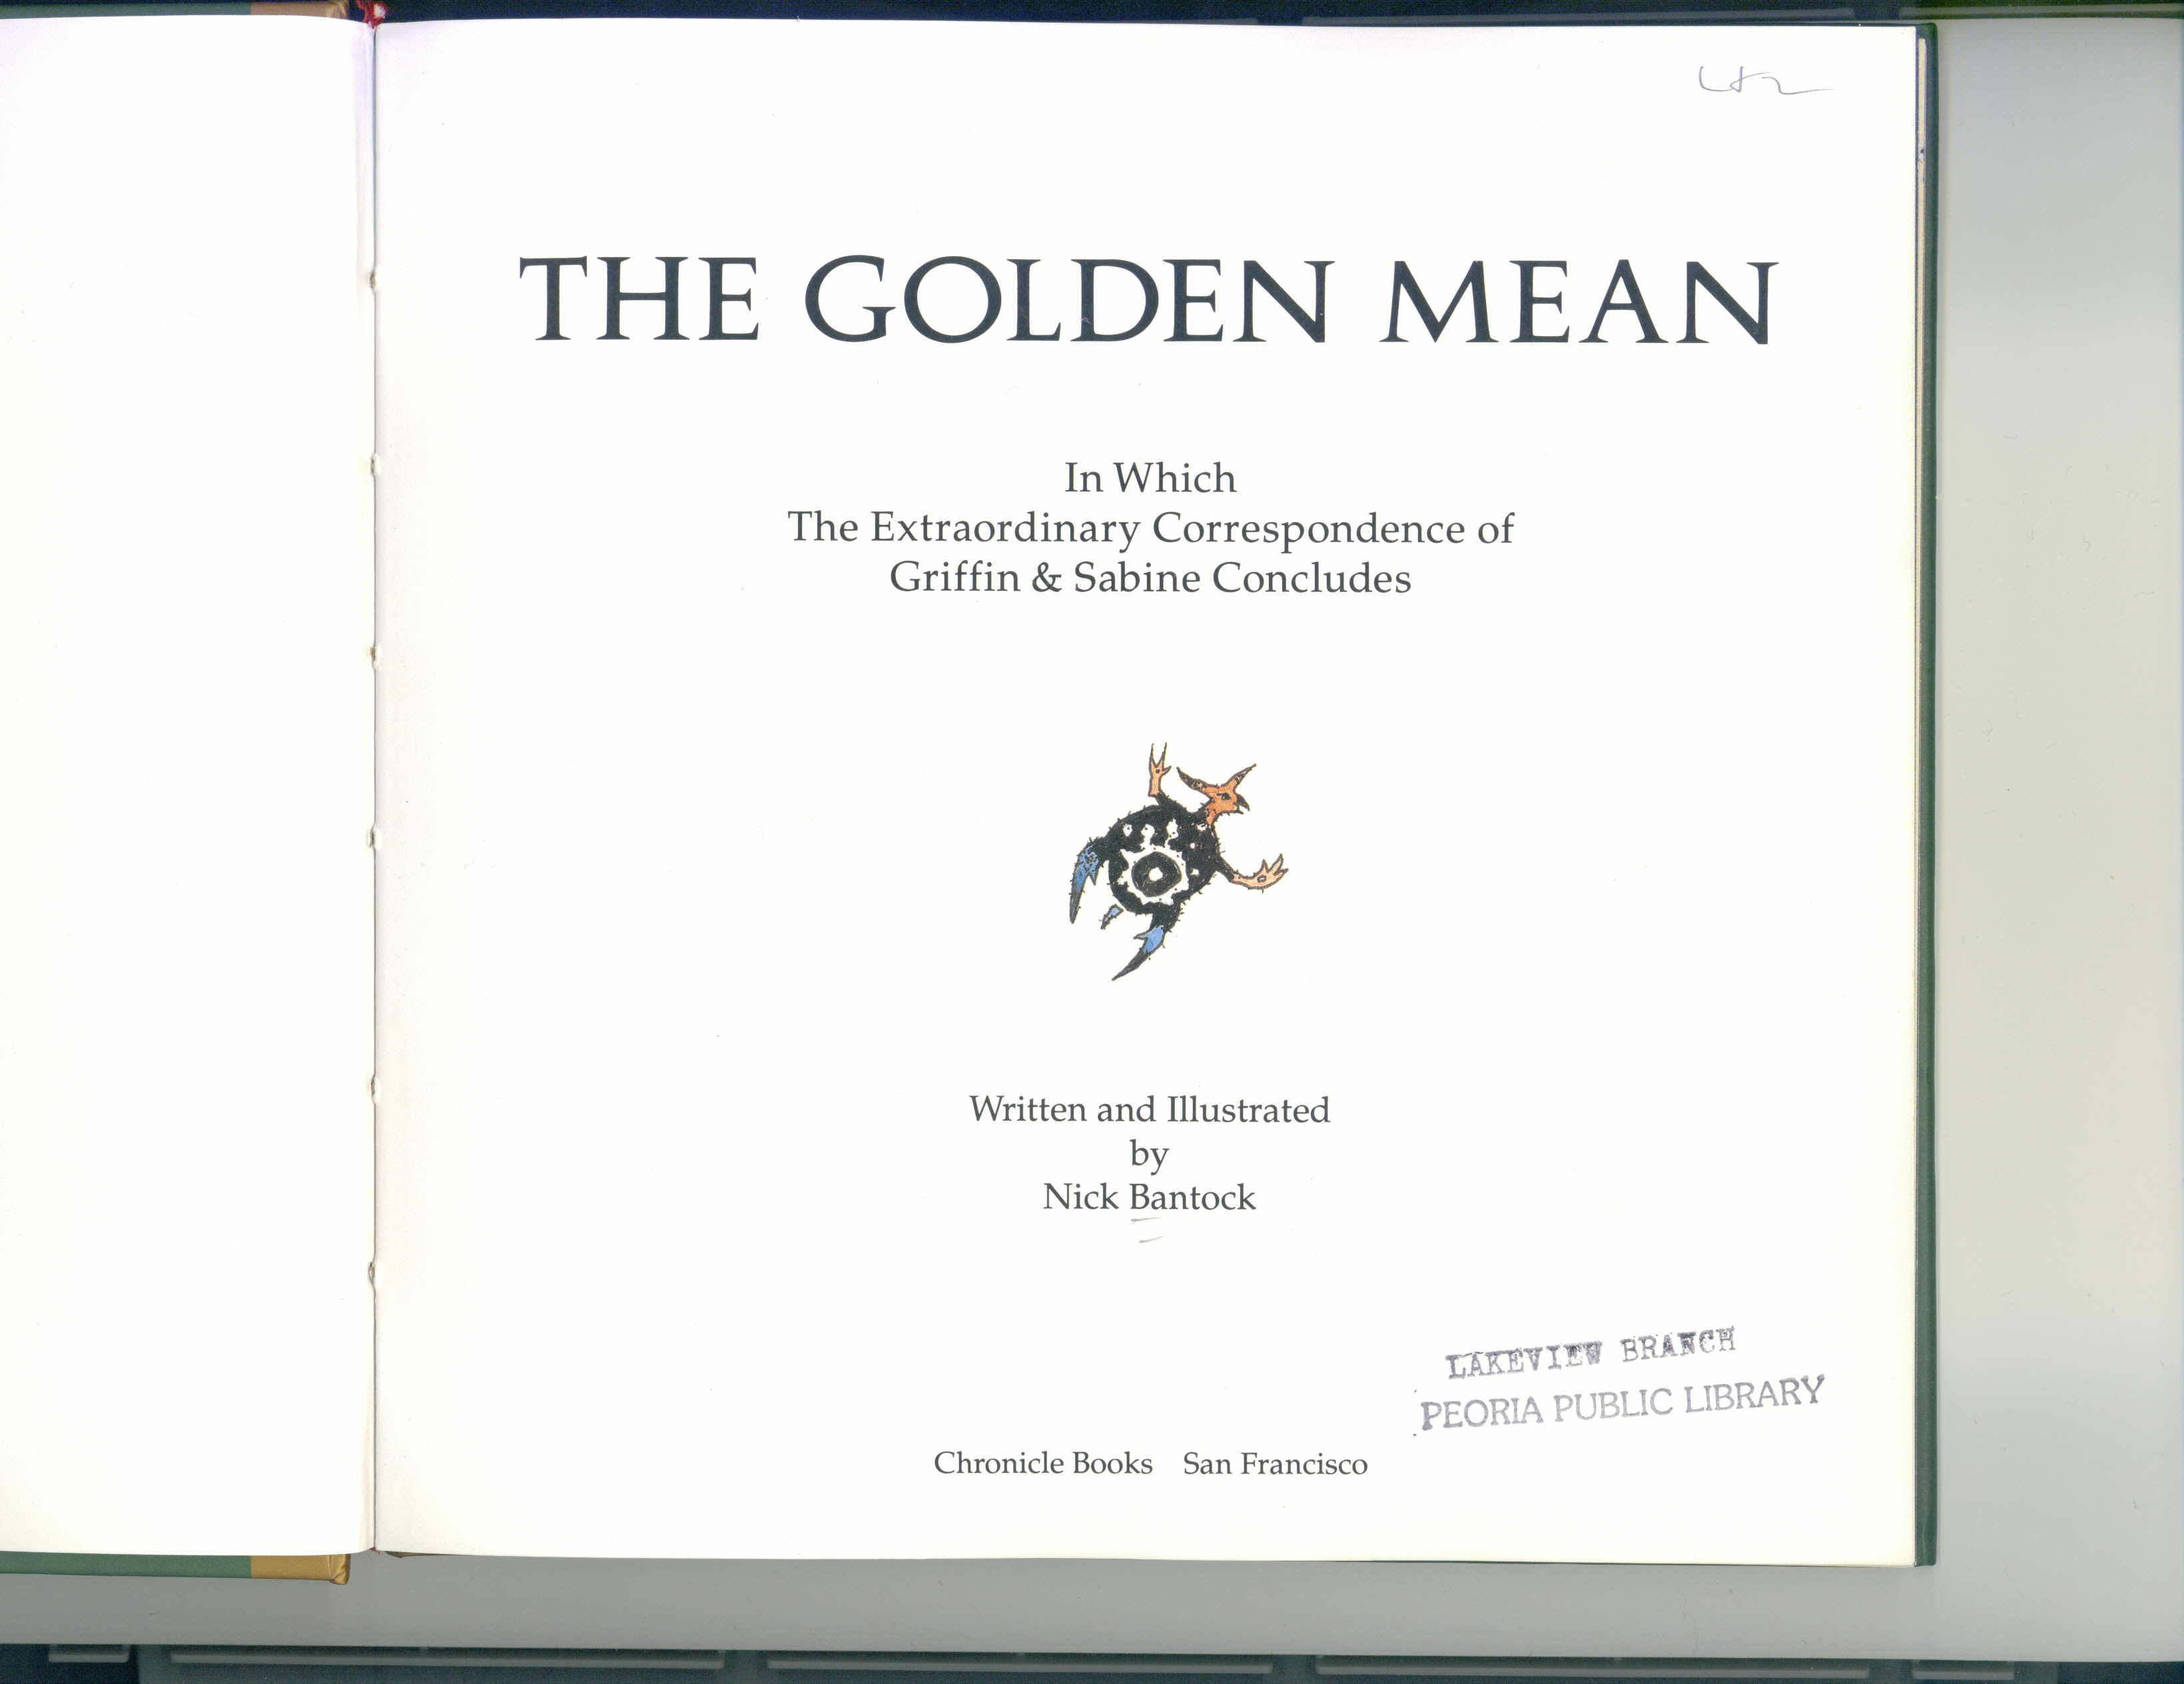 THE GOLDEN MEAN
In Which
The Extraordinary Correspondence of
Griffin & Sabine Concludes
Written and Illustrated
by
Nick Bantock
LAKEVIEW BRANCH
PEORIA PUBLIC LIBRARY
Chronicle Books San Francisco